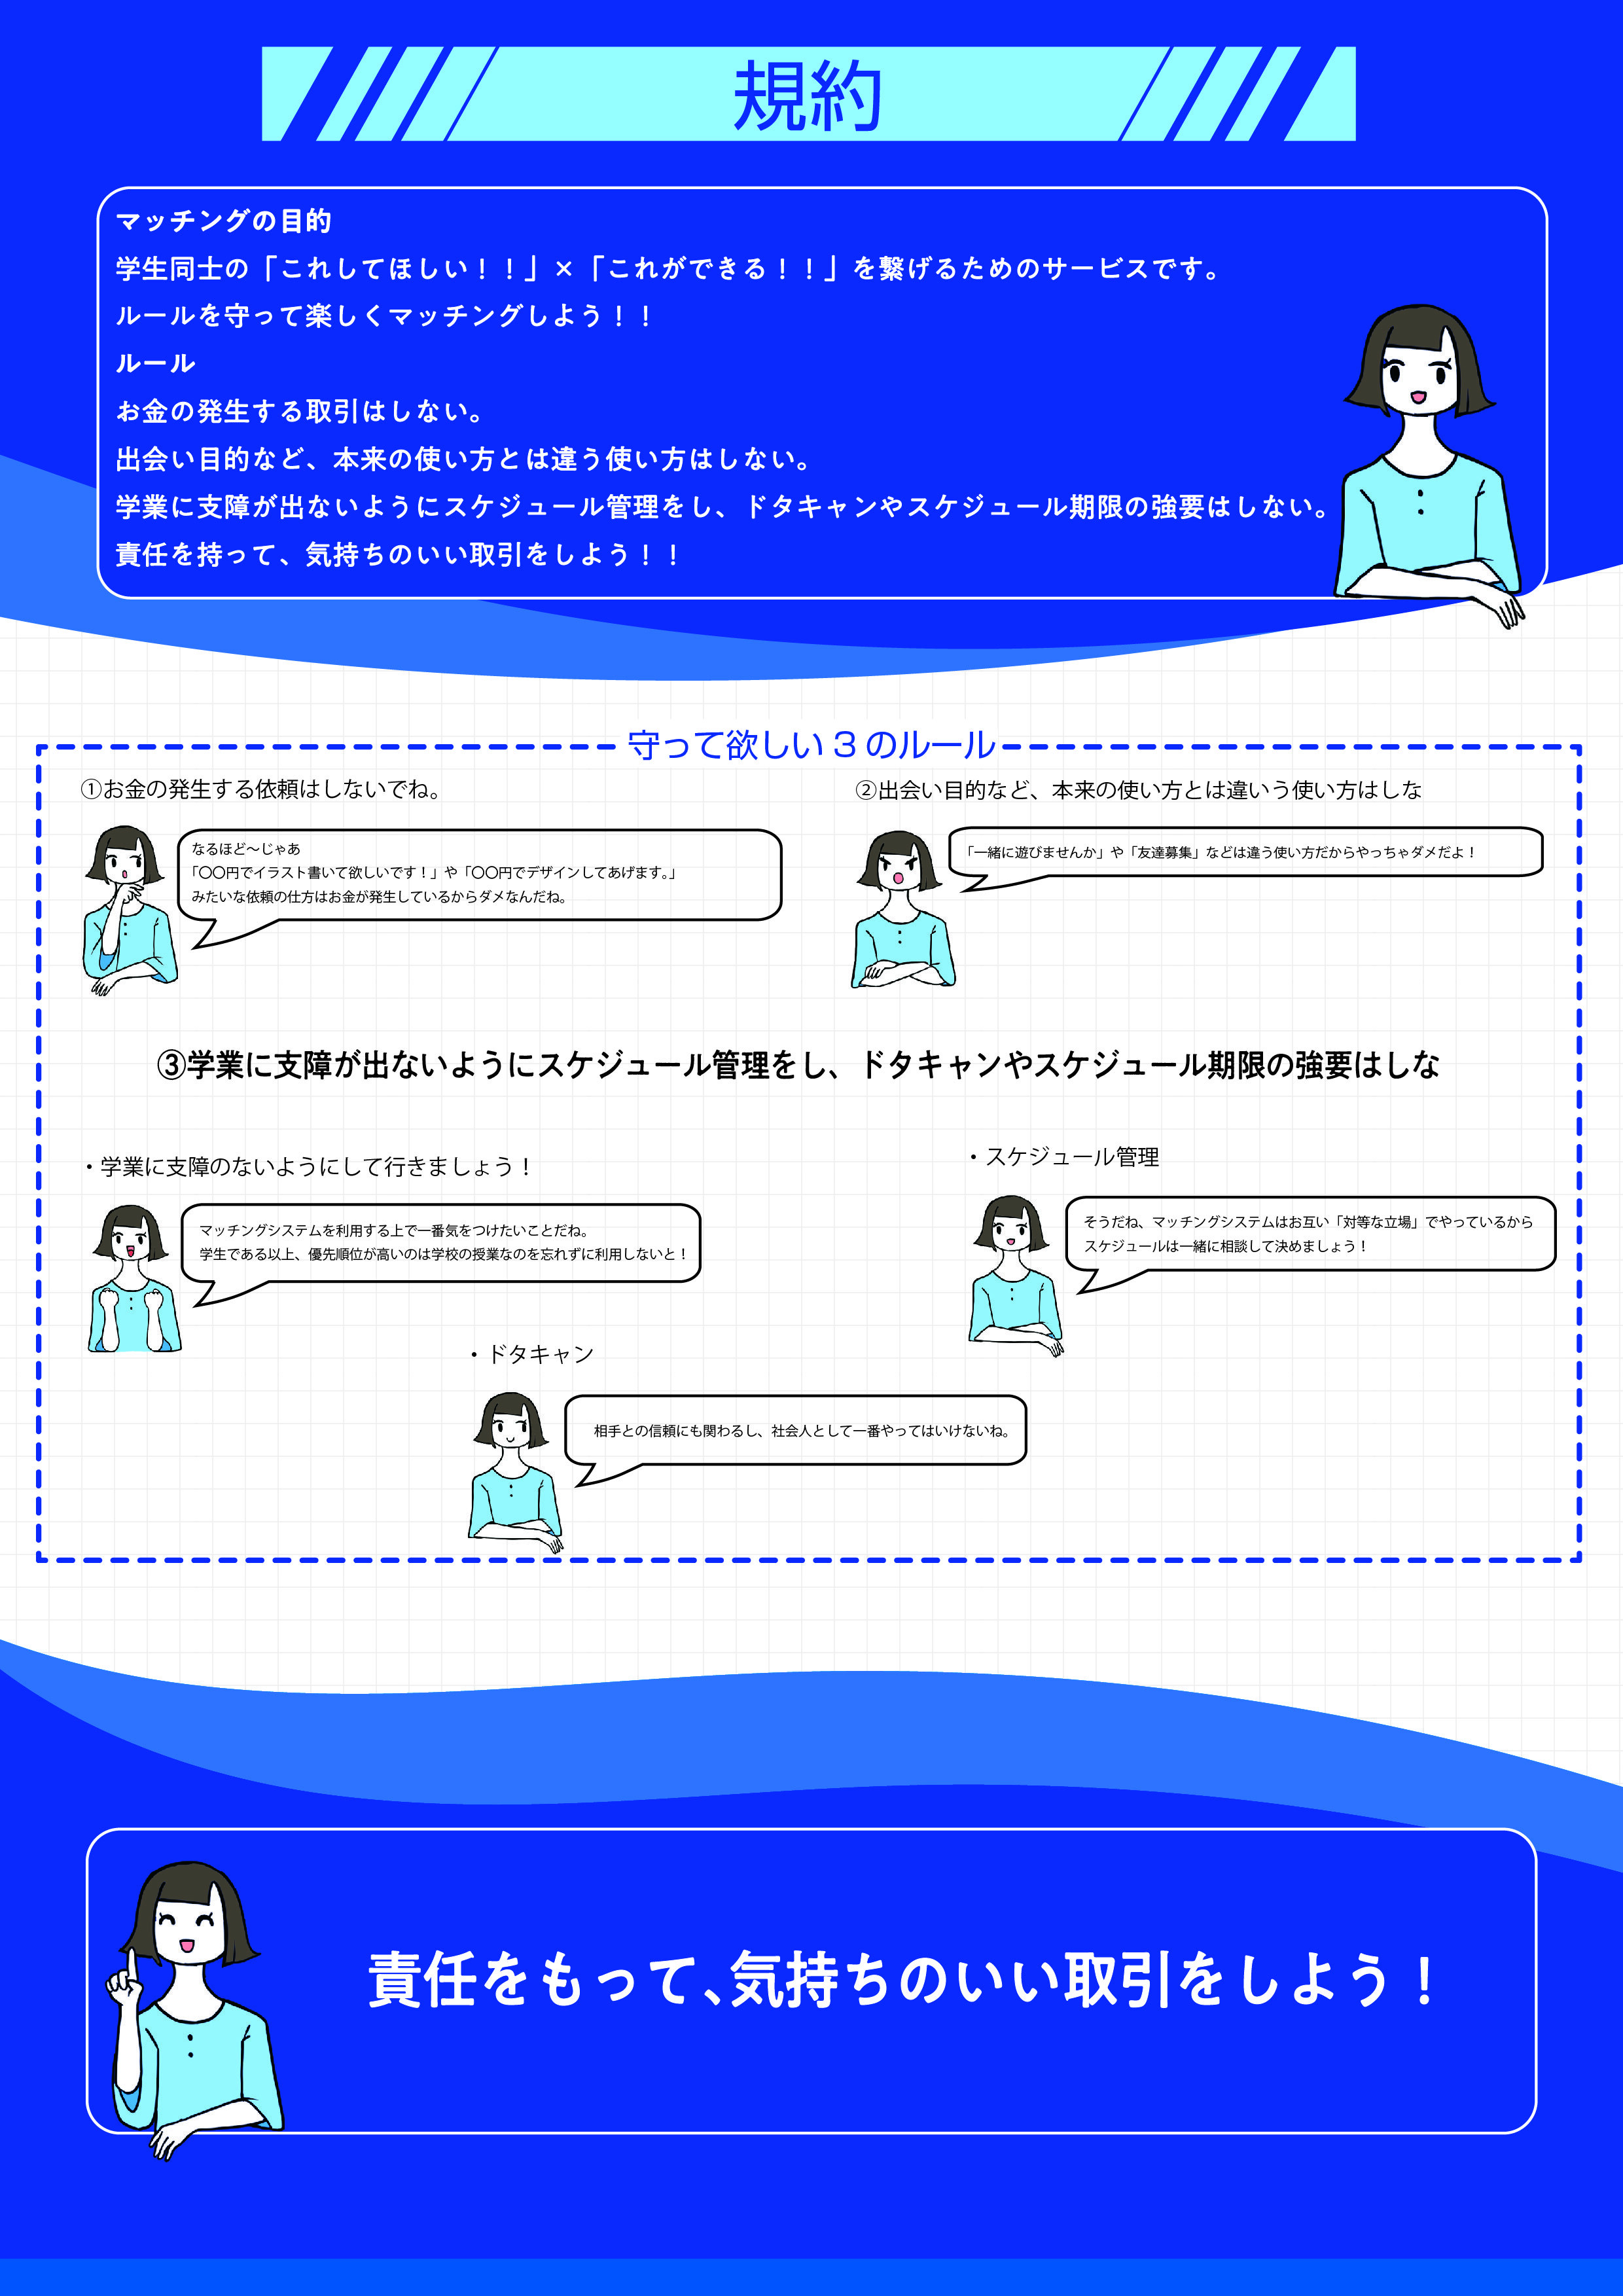 規約
マッチングの目的
学生同士の「これしてほしい！！」×「これができる！！」を繋げるためのサービスです。
ルールを守って楽しくマッチングしよう！！
ルール
お金の発生する取引はしない。
出会い目的など、本来の使い方とは違う使い方はしない。
学業に支障が出ないようにスケジュール管理をし、ドタキャンやスケジュール期限の強要はしない。
責任を持って、気持ちのいい取引をしよう！！
守って欲しい３のルール
①お金の発生する依頼はしないでね。
なるほど～じゃあ
「〇〇円でイラスト書いて欲しいです！」や「〇〇円でデザインしてあげます。」
みたいな依頼の仕方はお金が発生しているからダメなんだね。
②出会い目的など、本来の使い方とは違いう使い方はしな
「一緒に遊びませんか」や「友達募集」などは違う使い方だからやっちゃダメだよ！
③学業に支障が出ないようにスケジュール管理をし、ドタキャンやスケジュール期限の強要はしな
・学業に支障のないようにして行きましょう！
マッチングシステムを利用する上で一番気をつけたいことだね。
学生である以上、優先順位が高いのは学校の授業なのを忘れずに利用しないと！
・スケジュール管理
そうだね、マッチングシステムはお互い「対等な立場」でやっているから
スケジュールは一緒に相談して決めましょう！
・ドタキャン
相手との信頼にも関わるし、社会人として一番やってはいけないね。
責任をもって、気持ちのいい取引をしよう！